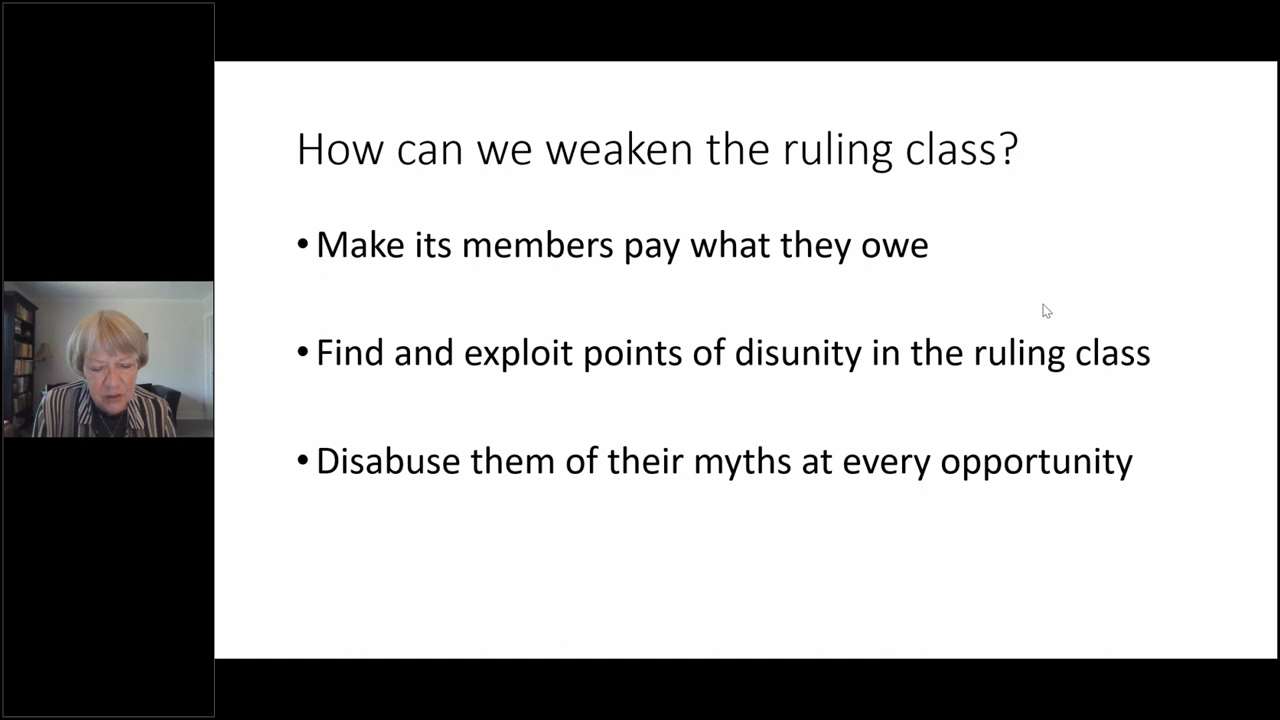 How can we weaken the ruling class?
• Make its members pay what they owe
• Find and exploit points of disunity in the ruling class
• Disabuse them of their myths at every opportunity